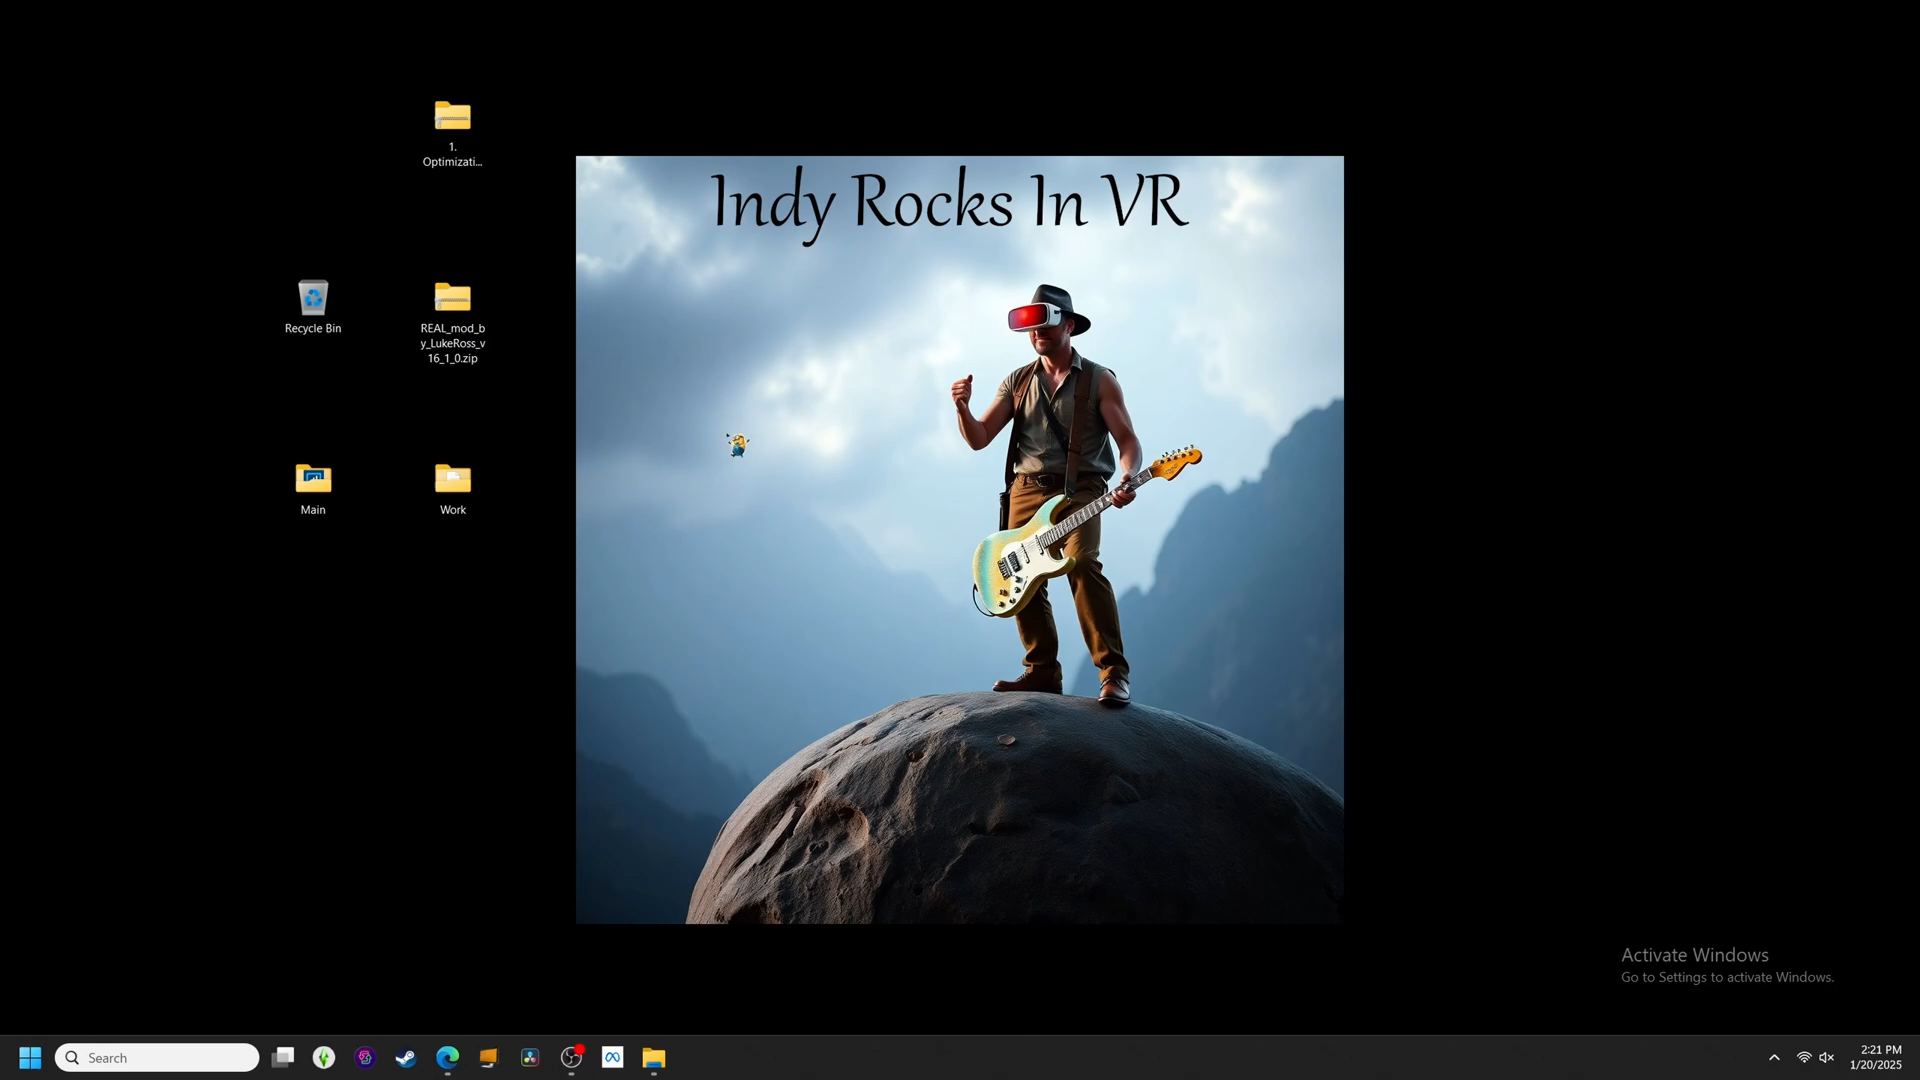 1.
Optimizati...
Indy Rocks In VR
Recycle Bin
REAL_mod_b
y_LukeRoss_v
16_1_0.zip
Main
Work
Activate Windows
Go to Settings to activate Windows.
Search
2:21 PM
1/20/2025